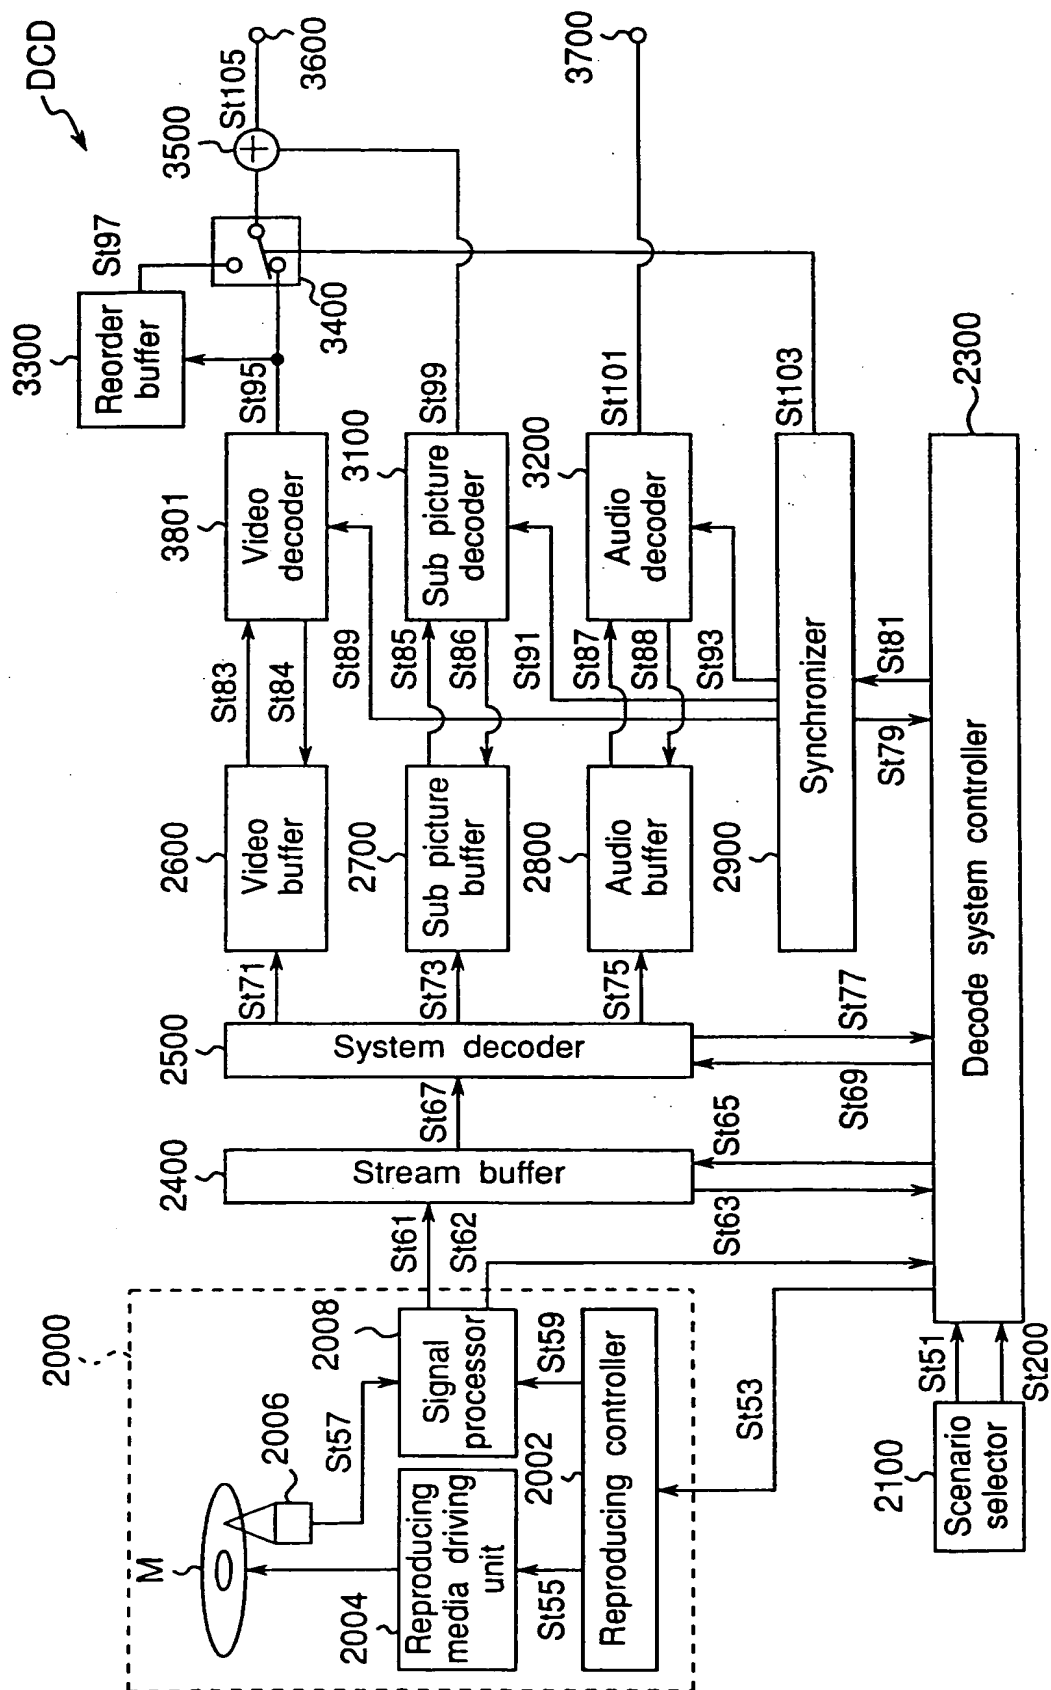 DCD
3600
St105
3500
3700
St97
3300
Reorder
buffer
3400
St95
St99
St101
St103
2300
3801
Video
decoder
3100
Sub picture
decoder
3200
Audio
decoder
St83
St84
St89
St85
St86
St91
St87
St88
St93
Synchronizer
St81
St79
2600
Video
buffer
2700
Sub picture
buffer
2800
Audio
buffer
2900
Decode system controller
St71
St73
St75
2500
System decoder
St77
St69
St67
St65
2400
Stream buffer
St61
St62
St63
2000
2008
Signal
processor
St59
2006
St57
M
2004
Reproducing
media driving
unit
2002
Reproducing controller
St55
St53
St51
St200
2100
Scenario
selector